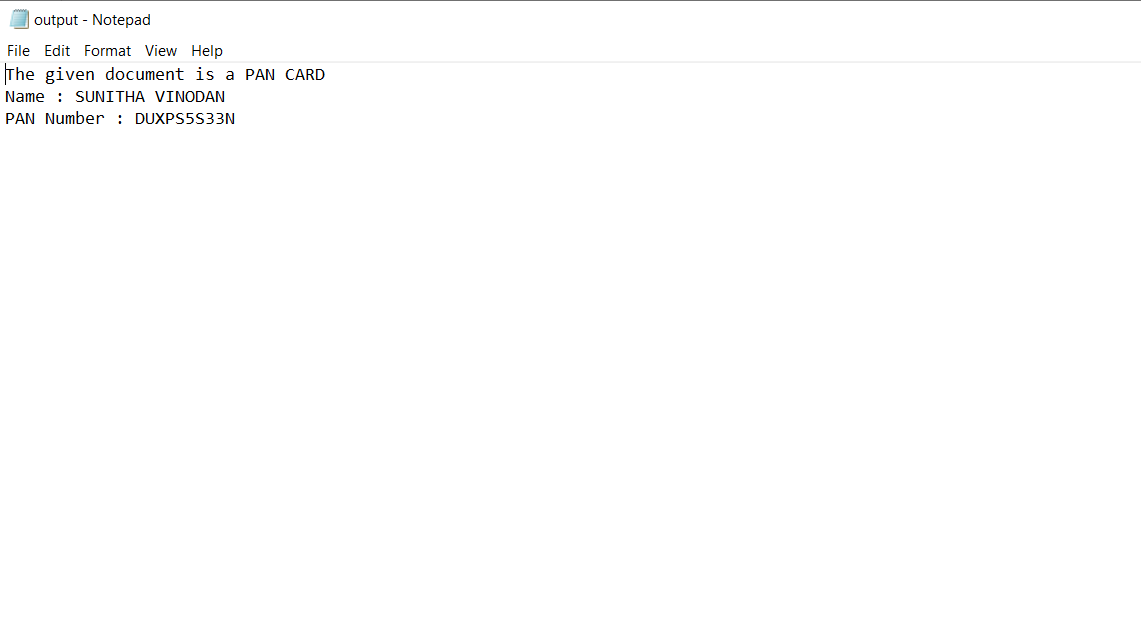 output - Notepad
File Edit Format View Help
The given document is a PAN CARD
Name : SUNITHA VINODAN
PAN Number : DUXPS5S33N